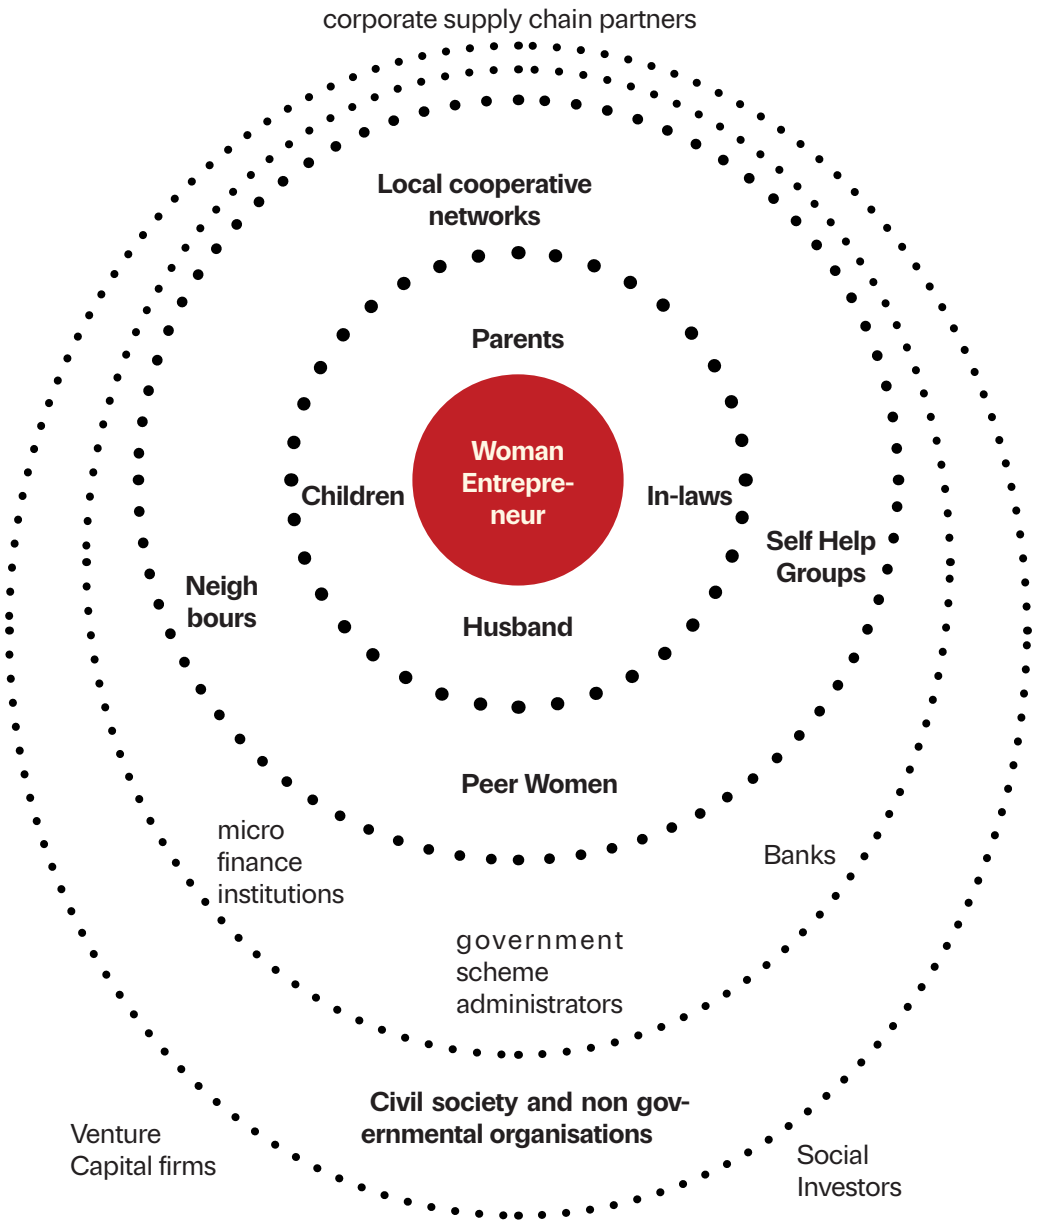 corporate supply chain partners
Local cooperative
networks
Parents
Woman
Entrepre-
neur
Children
In-laws
Self Help
Groups
Neigh
bours
Husband
Peer Women
micro
finance
institutions
Banks
government
scheme
administrators
Civil society and non gov-
ernmental organisations
Venture
Capital firms
Social
Investors